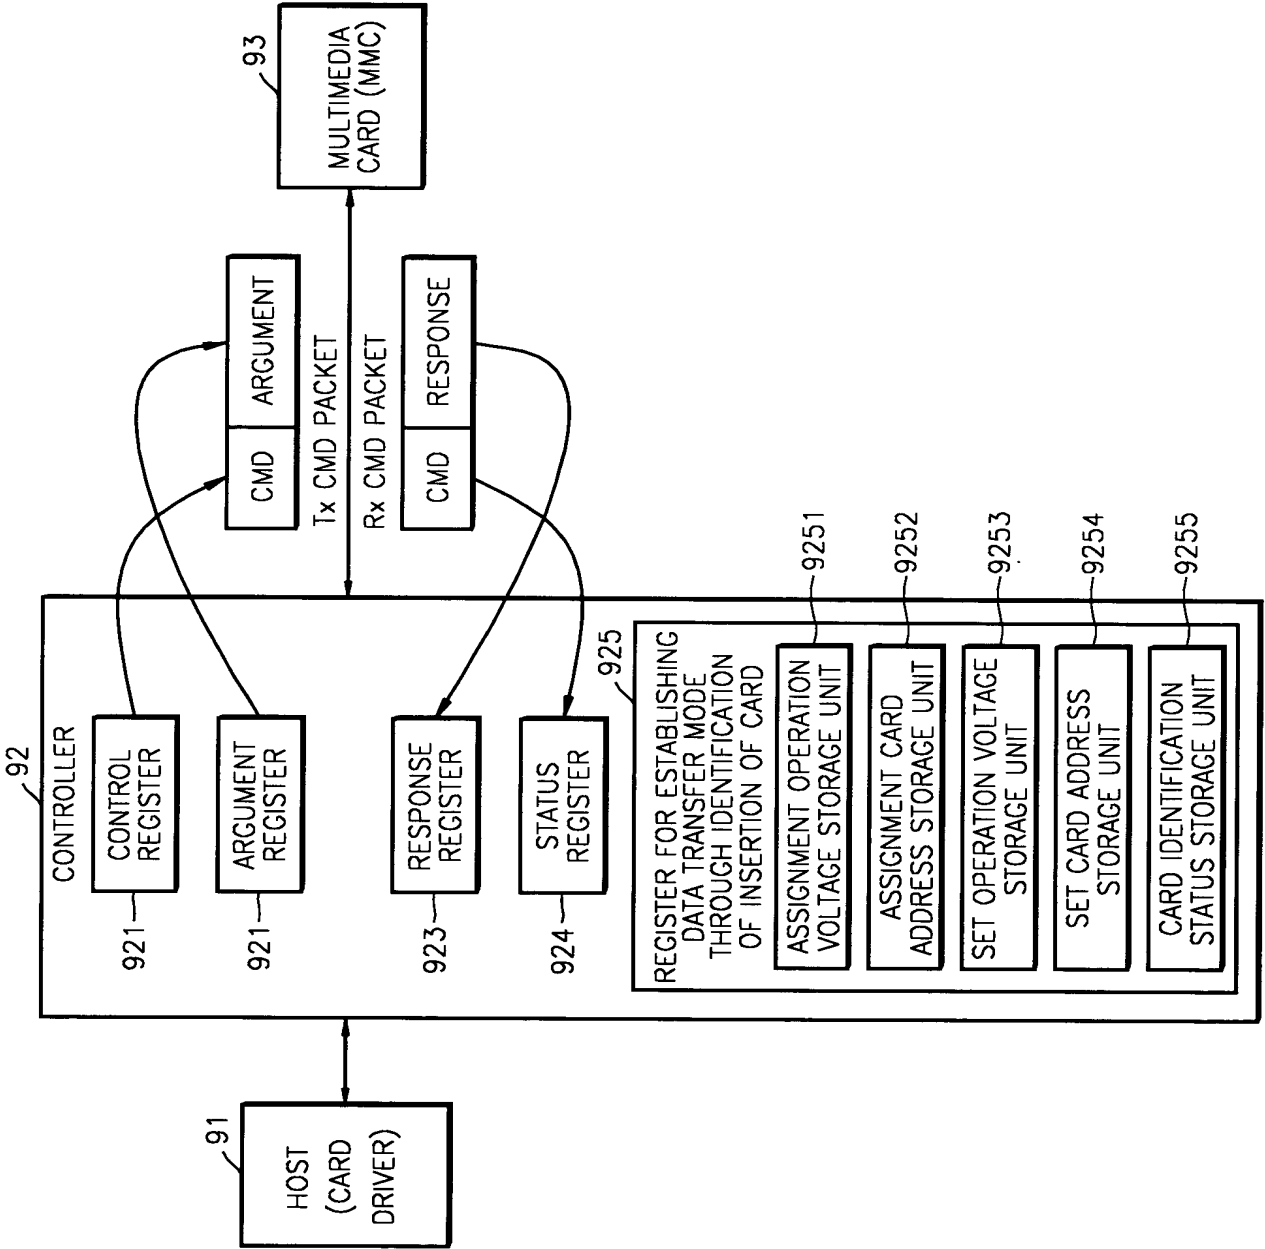 91
HOST
(CARD
DRIVER)
92
CONTROLLER
921
CONTROL
REGISTER
921
ARGUMENT
REGISTER
923
RESPONSE
REGISTER
924
STATUS
REGISTER
925
REGISTER FOR ESTABLISHING
DATA TRANSFER MODE
THROUGH IDENTIFICATION
OF INSERTION OF CARD
ASSIGNMENT OPERATION
VOLTAGE STORAGE UNIT
9251
ASSIGNMENT CARD
ADDRESS STORAGE UNIT
9252
SET OPERATION VOLTAGE
STORAGE UNIT
9253
SET CARD ADDRESS
STORAGE UNIT
9254
CARD IDENTIFICATION
STATUS STORAGE UNIT
9255
CMD ARGUMENT
Tx CMD PACKET
Rx CMD PACKET
CMD RESPONSE
93
MULTIMEDIA
CARD (MMC)